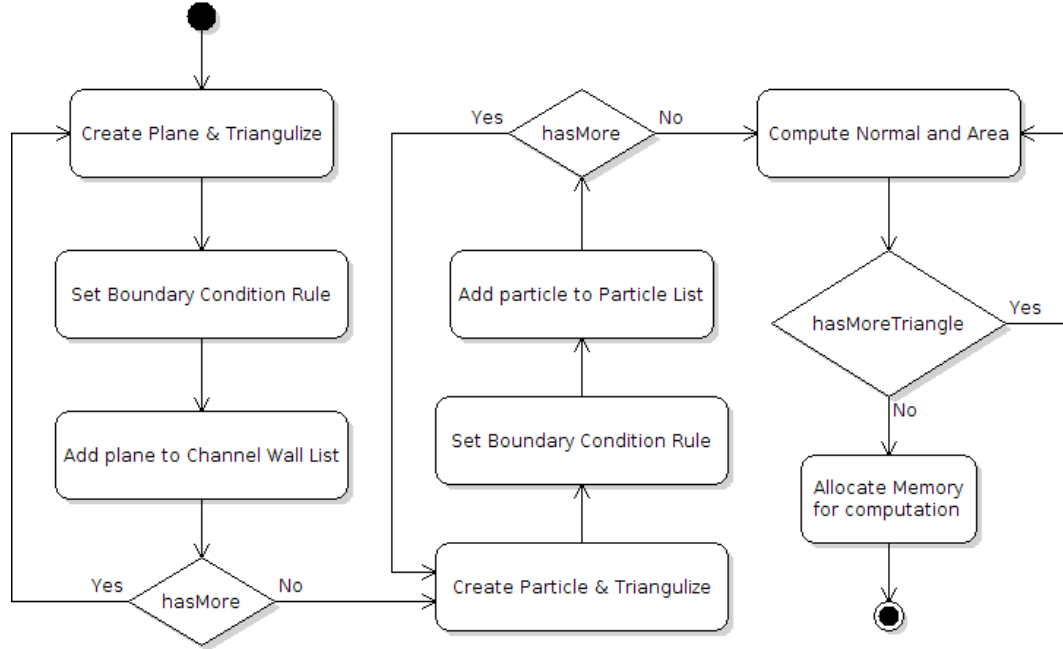 Create Plane & Triangulize
Set Boundary Condition Rule
Add plane to Channel Wall List
Yes
hasMore
No
Yes
hasMore
No
Add particle to Particle List
Set Boundary Condition Rule
Create Particle & Triangulize
Compute Normal and Area
hasMoreTriangle
Yes
No
Allocate Memory
for computation